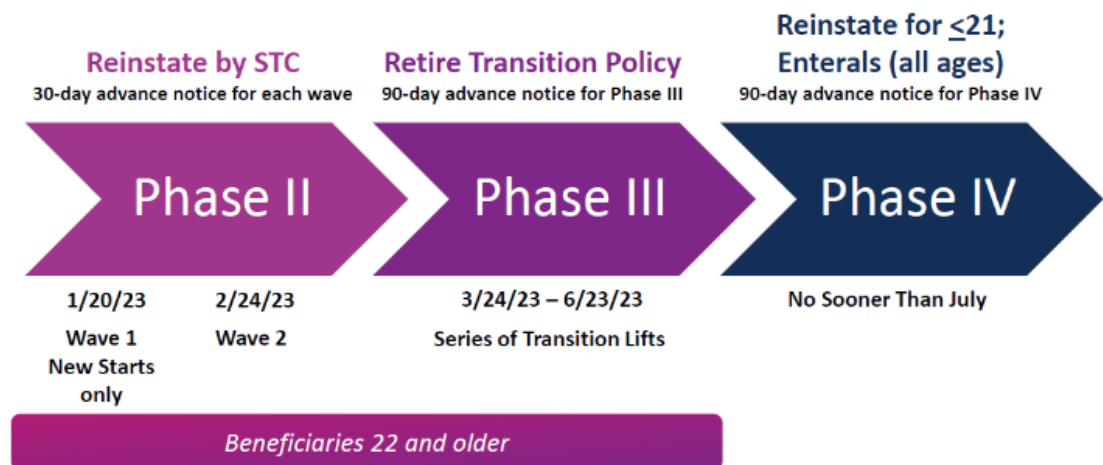 Reinstate by STC
30-day advance notice for each wave
Retire Transition Policy
90-day advance notice for Phase III
Reinstate for <21;
Enterals (all ages)
90-day advance notice for Phase IV
Phase II
Phase III
Phase IV
1/20/23
Wave 1
New Starts
only
2/24/23
Wave 2
3/24/23 – 6/23/23
Series of Transition Lifts
No Sooner Than July
Beneficiaries 22 and older